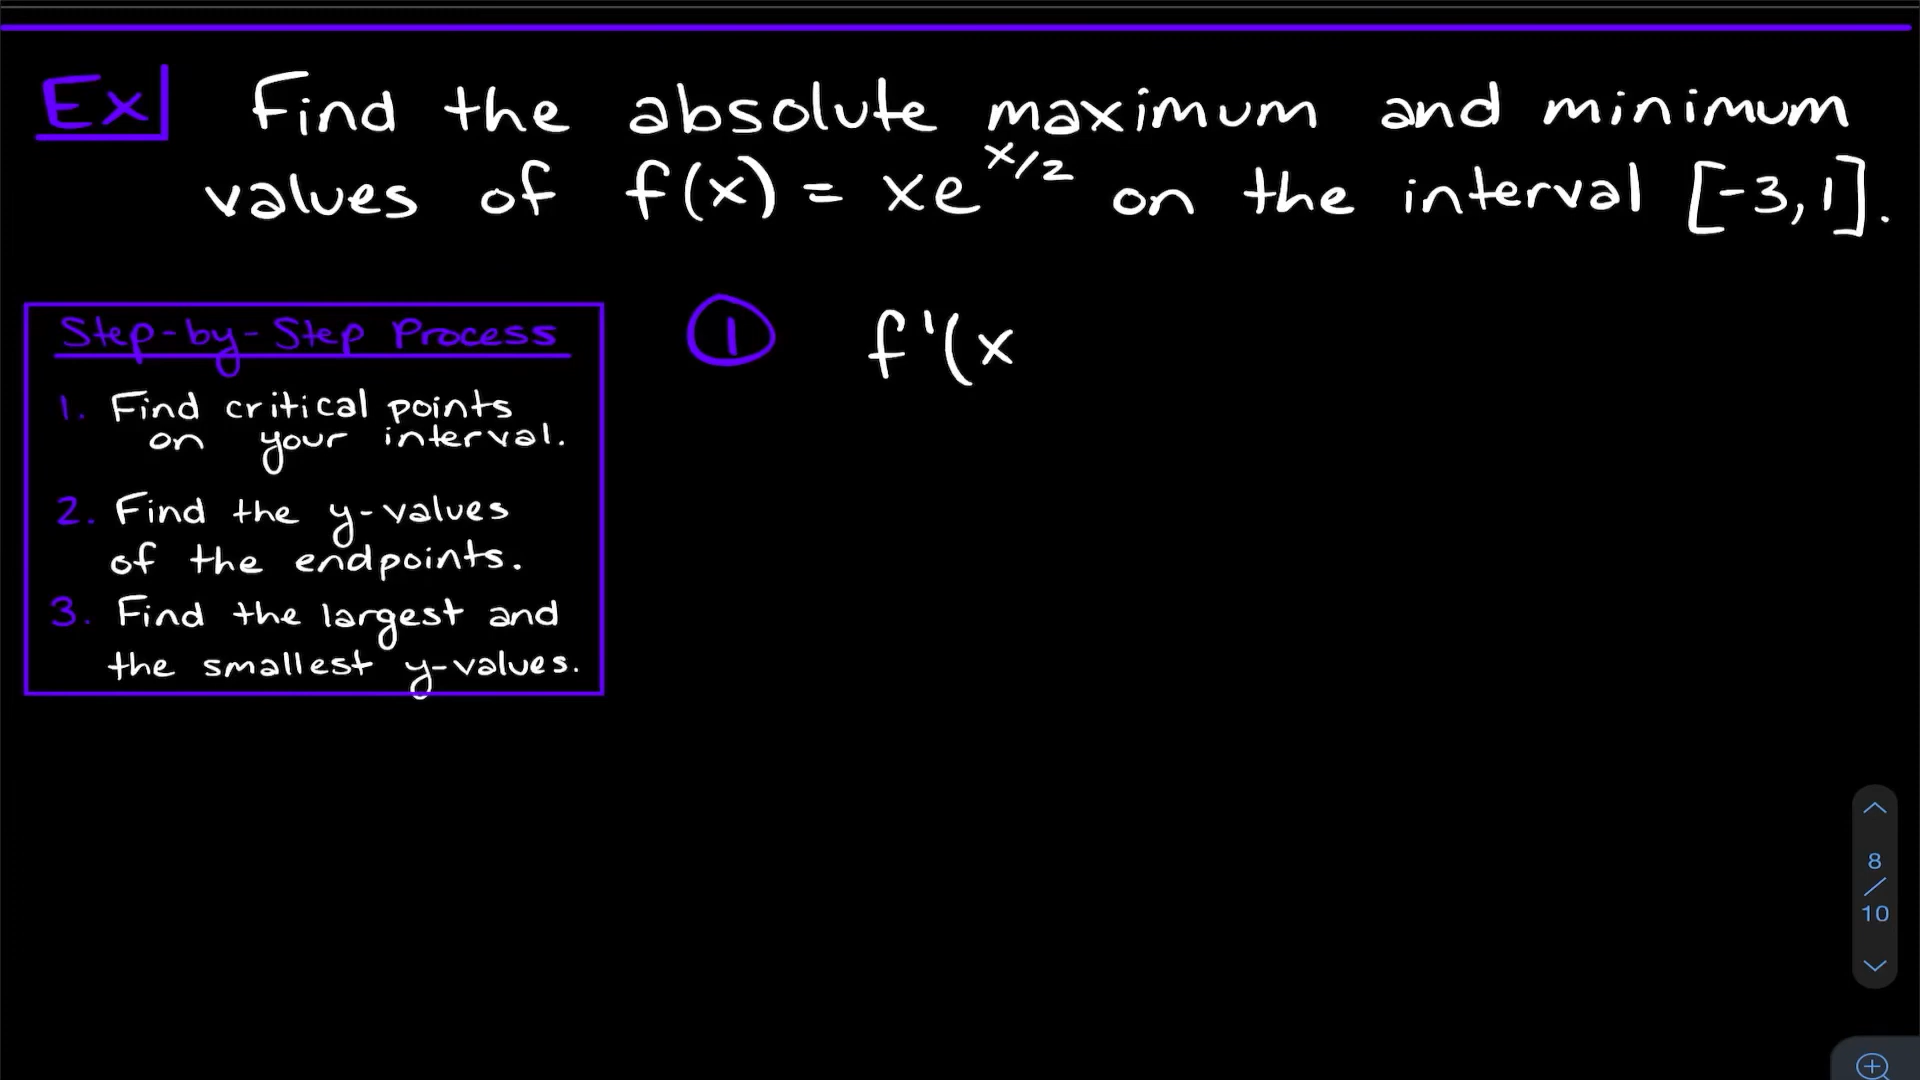 Ex Find the absolute maximum and minimum
values of f(x) = xe^{x/2} on the interval [-3,1].
Step-by-Step Process
1. Find critical points
on your interval.
2. Find the y-values
of the endpoints.
3. Find the largest and
the smallest y-values.
1 f'(x
8
/
10